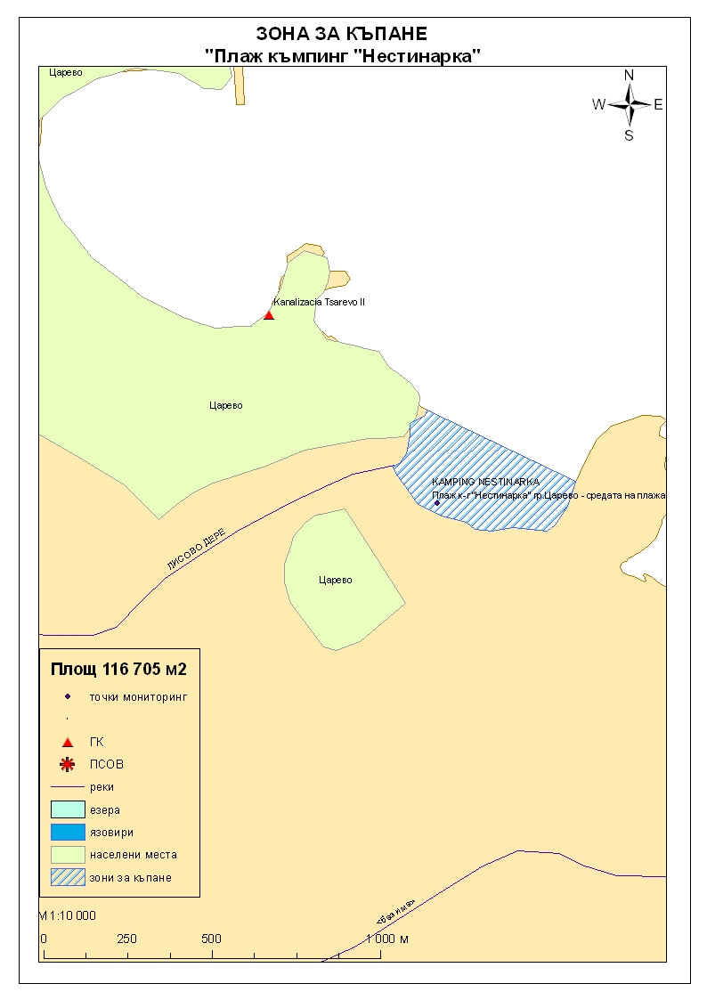 ЗОНА ЗА КЪПАНЕ
"Плаж къмпинг "Нестинарка"
Царево
N
W E
S
Kanalizacia Tsarevo II
Царево
KAMPING NESTINARKA
Плаж к-г "Нестинарка" гр.Царево - средата на плажа
ЛИСОВО ДЕРЕ
Царево
Площ 116 705 м2
точки мониторинг
ГК
ПСОВ
реки
езера
язовири
населени места
зони за къпане
<без име>
М 1:10 000
0 250 500 1 000 м